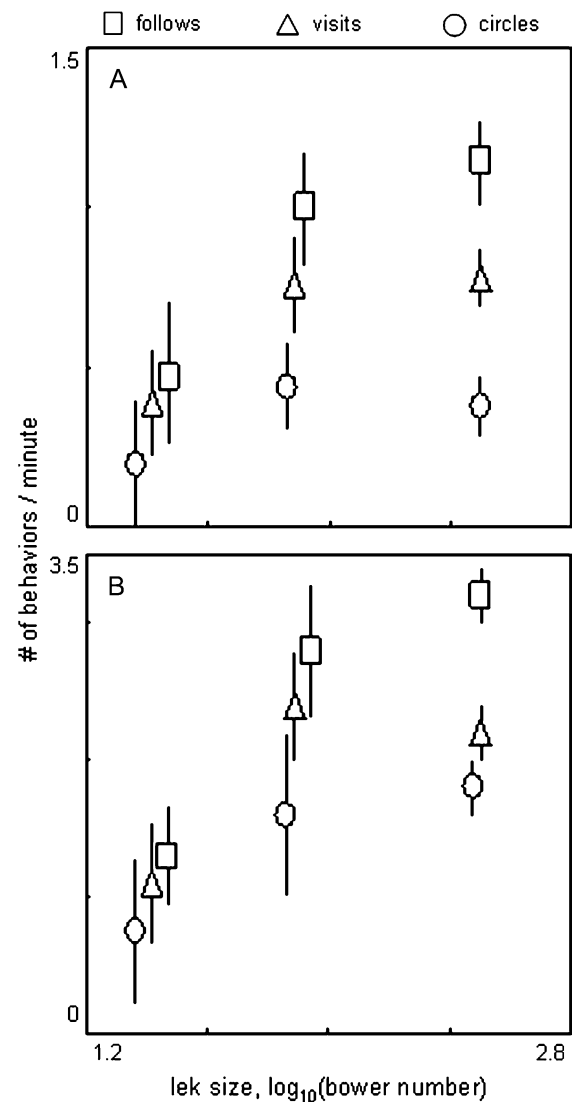 follows visits circles
1.5
A
0
# of behaviors / minute
3.5
B
0
1.2 2.8
lek size, log10(bower number)